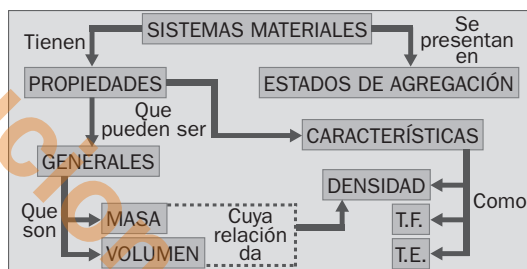 SISTEMAS MATERIALES
Tienen
Se
presentan
en
PROPIEDADES
ESTADOS DE AGREGACIÓN
Que
pueden ser
CARACTERÍSTICAS
GENERALES
DENSIDAD
Que
son
MASA
Cuya
relación
da
Como
T.F.
VOLUMEN
T.E.